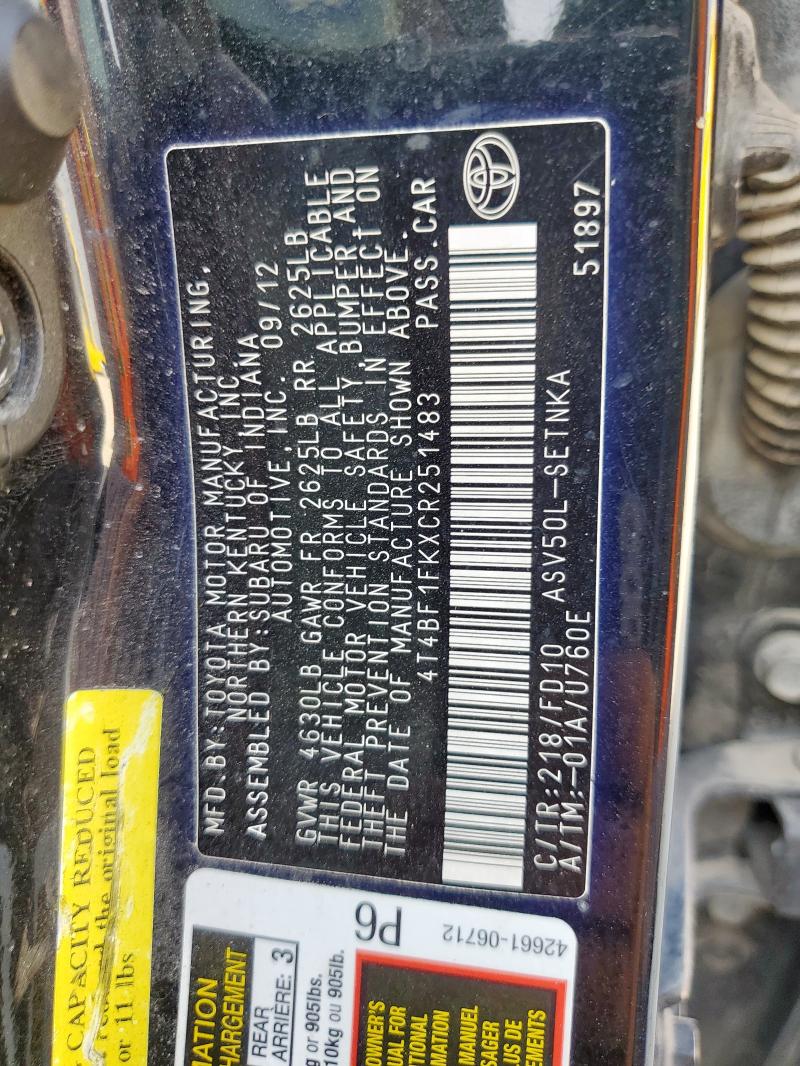 MFD.BY:TOYOTA MOTOR MANUFACTURING,
NORTHERN KENTUCKY,INC
ASSEMBLED BY:SUBARU OF INDIANA
AUTOMOTIVE,INC. 09/12
GVWR 4630LB GAWR FR 2625LB RR 2625LB
THIS VEHICLE CONFORMS TO ALL APPLICABLE
FEDERAL MOTOR VEHICLE SAFETY,BUMPER,AND
THEFT PREVENTION STANDARDS IN EFFECT ON
THE DATE OF MANUFACTURE SHOWN ABOVE.
4T4BF1FKXCR251483 PASS.CAR
C/TR:218/FD10 ASV50L-SETNKA
A/TM:-01A/U760E 51897
CAPACITY REDUCED
the original load
or 11 lbs
P6
42661-06712
MATION
HARGEMENT
REAR
ARRIÈRE: 3
g or 905lbs.
10kg ou 905lb.
OWNER'S
UAL FOR
TIONAL
MATION
MANUEL
SAGER
LUS DE
EMENTS